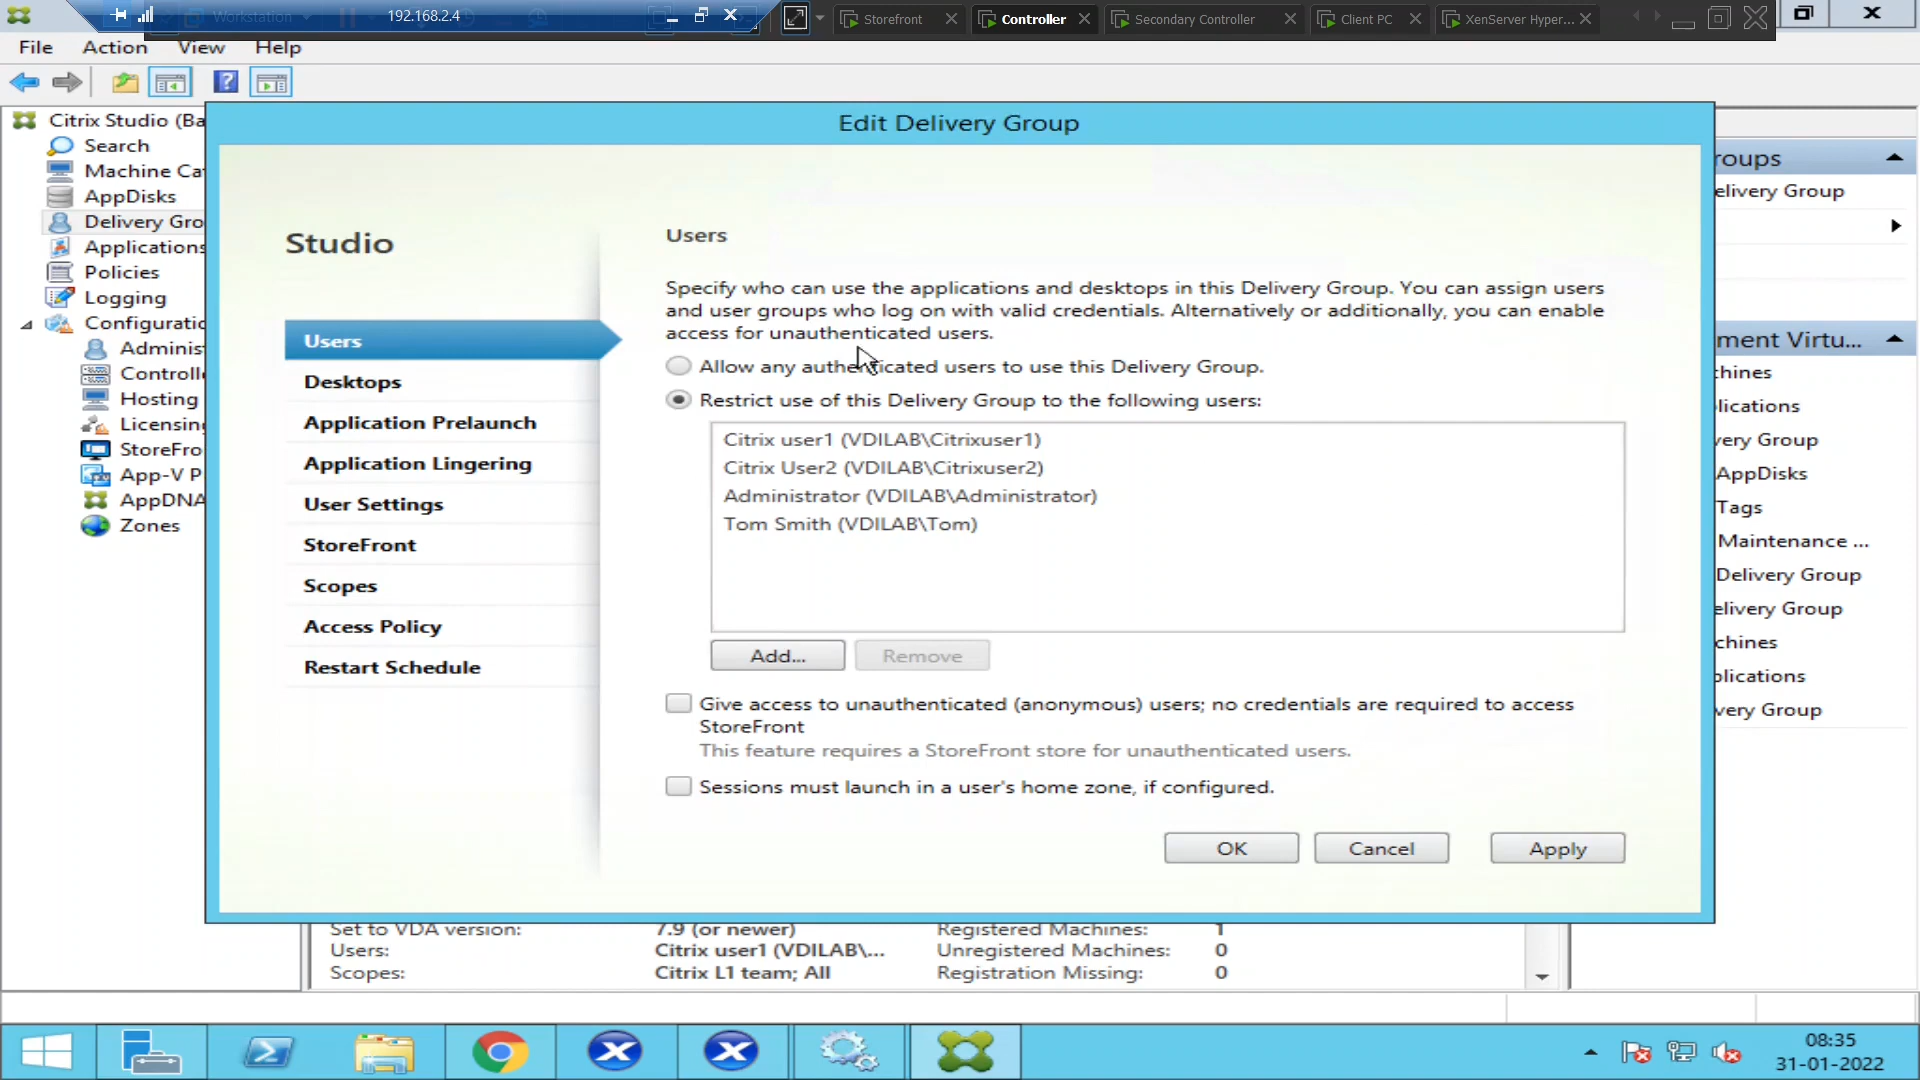 Workstation
192.168.2.4
Storefront
Controller
Secondary Controller
Client PC
XenServer Hyper...
File
Action
View
Help
Citrix Studio (Ba
Search
Machine Ca
AppDisks
Delivery Gro
Applications
Policies
Logging
Configuratio
Adminis
Controlle
Hosting
Licensing
StoreFro
App-V P
AppDNA
Zones
Edit Delivery Group
Studio
Users
Desktops
Application Prelaunch
Application Lingering
User Settings
StoreFront
Scopes
Access Policy
Restart Schedule
Users
Specify who can use the applications and desktops in this Delivery Group. You can assign users
and user groups who log on with valid credentials. Alternatively or additionally, you can enable
access for unauthenticated users.
Allow any authenticated users to use this Delivery Group.
Restrict use of this Delivery Group to the following users:
Citrix user1 (VDILAB\Citrixuser1)
Citrix User2 (VDILAB\Citrixuser2)
Administrator (VDILAB\Administrator)
Tom Smith (VDILAB\Tom)
Add...
Remove
Give access to unauthenticated (anonymous) users; no credentials are required to access
StoreFront
This feature requires a StoreFront store for unauthenticated users.
Sessions must launch in a user's home zone, if configured.
OK
Cancel
Apply
roups
elivery Group
ment Virtu...
chines
lications
very Group
AppDisks
Tags
Maintenance ...
Delivery Group
elivery Group
chines
plications
very Group
Set to VDA version:
7.9 (or newer)
Registered Machines:
1
Users:
Citrix user1 (VDILAB\...
Unregistered Machines:
0
Scopes:
Citrix L1 team; All
Registration Missing:
0
08:35
31-01-2022